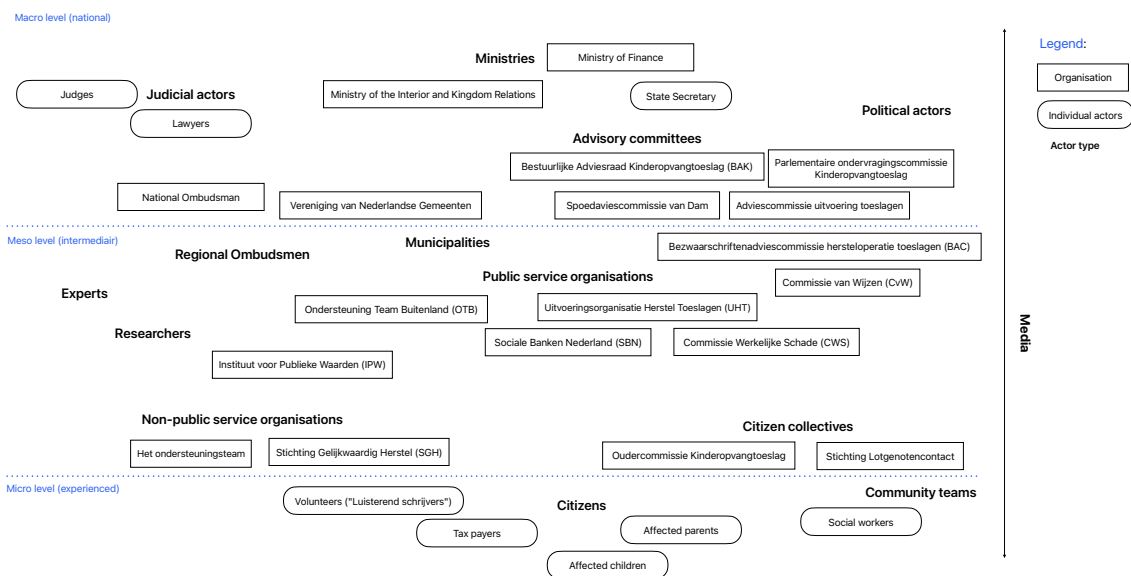 Macro level (national)
Legend:
Ministries
Ministry of Finance
Organisation
Judges
Judicial actors
Ministry of the Interior and Kingdom Relations
State Secretary
Lawyers
Political actors
Individual actors
Advisory committees
Actor type
Bestuurlijke Adviesraad Kinderopvangtoeslag (BAK)
Parlementaire ondervragingscommissie
Kinderopvangtoeslag
National Ombudsman
Vereniging van Nederlandse Gemeenten
Spoedaviescommissie van Dam
Adviescommissie uitvoering toeslagen
Meso level (intermediair)
Municipalities
Bezwaarschriftenadviescommissie hersteloperatie toeslagen (BAC)
Regional Ombudsmen
Public service organisations
Commissie van Wijzen (CvW)
Experts
Ondersteuning Team Buitenland (OTB)
Uitvoeringsorganisatie Herstel Toeslagen (UHT)
Researchers
Sociale Banken Nederland (SBN)
Commissie Werkelijke Schade (CWS)
Media
Instituut voor Publieke Waarden (IPW)
Non-public service organisations
Citizen collectives
Het ondersteuningsteam
Stichting Gelijkwaardig Herstel (SGH)
Oudercommissie Kinderopvangtoeslag
Stichting Lotgenotencontact
Micro level (experienced)
Volunteers ("Luisterend schrijvers")
Citizens
Community teams
Tax payers
Affected parents
Social workers
Affected children